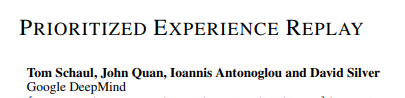 PRIORITIZED EXPERIENCE REPLAY
Tom Schaul, John Quan, Ioannis Antonoglou and David Silver
Google DeepMind